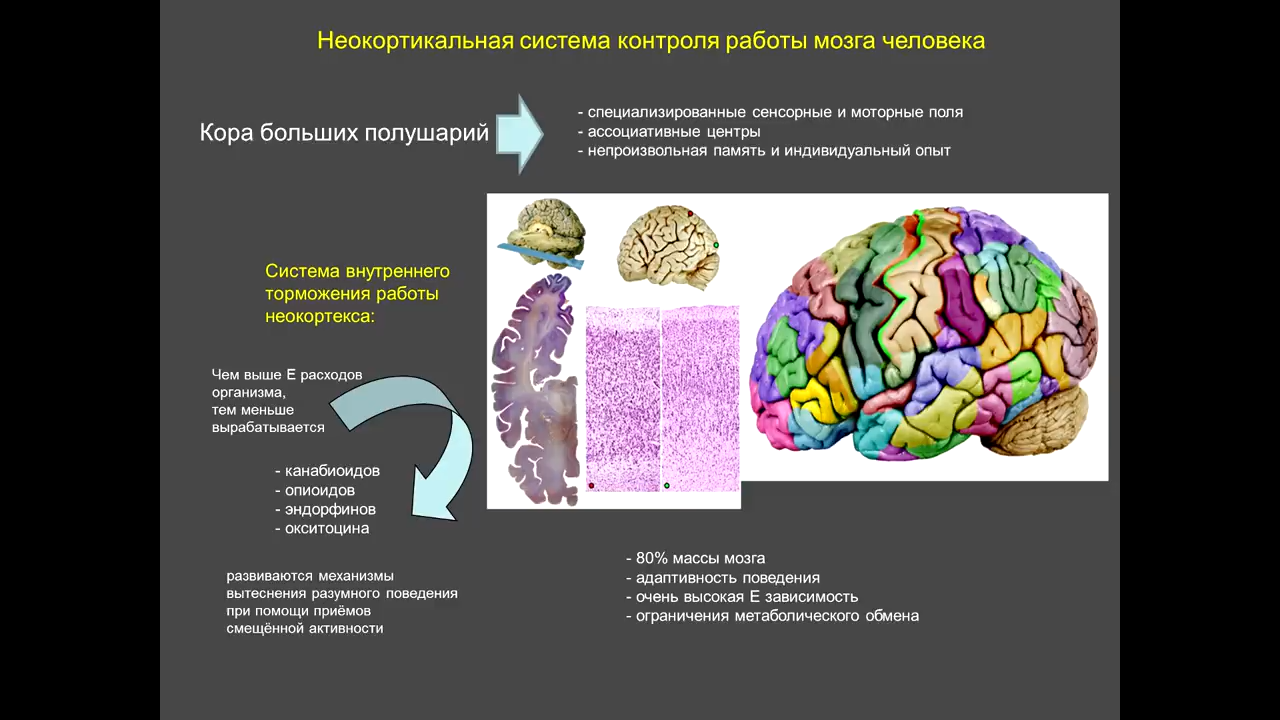 Неокортикальная система контроля работы мозга человека
Кора больших полушарий
- специализированные сенсорные и моторные поля
- ассоциативные центры
- непроизвольная память и индивидуальный опыт
Система внутреннего
торможения работы
неокортекса:
Чем выше Е расходов
организма,
тем меньше
вырабатывается
- канабиоидов
- опиоидов
- эндорфинов
- окситоцина
развиваются механизмы
вытеснения разумного поведения
при помощи приёмов
смещённой активности
- 80% массы мозга
- адаптивность поведения
- очень высокая Е зависимость
- ограничения метаболического обмена